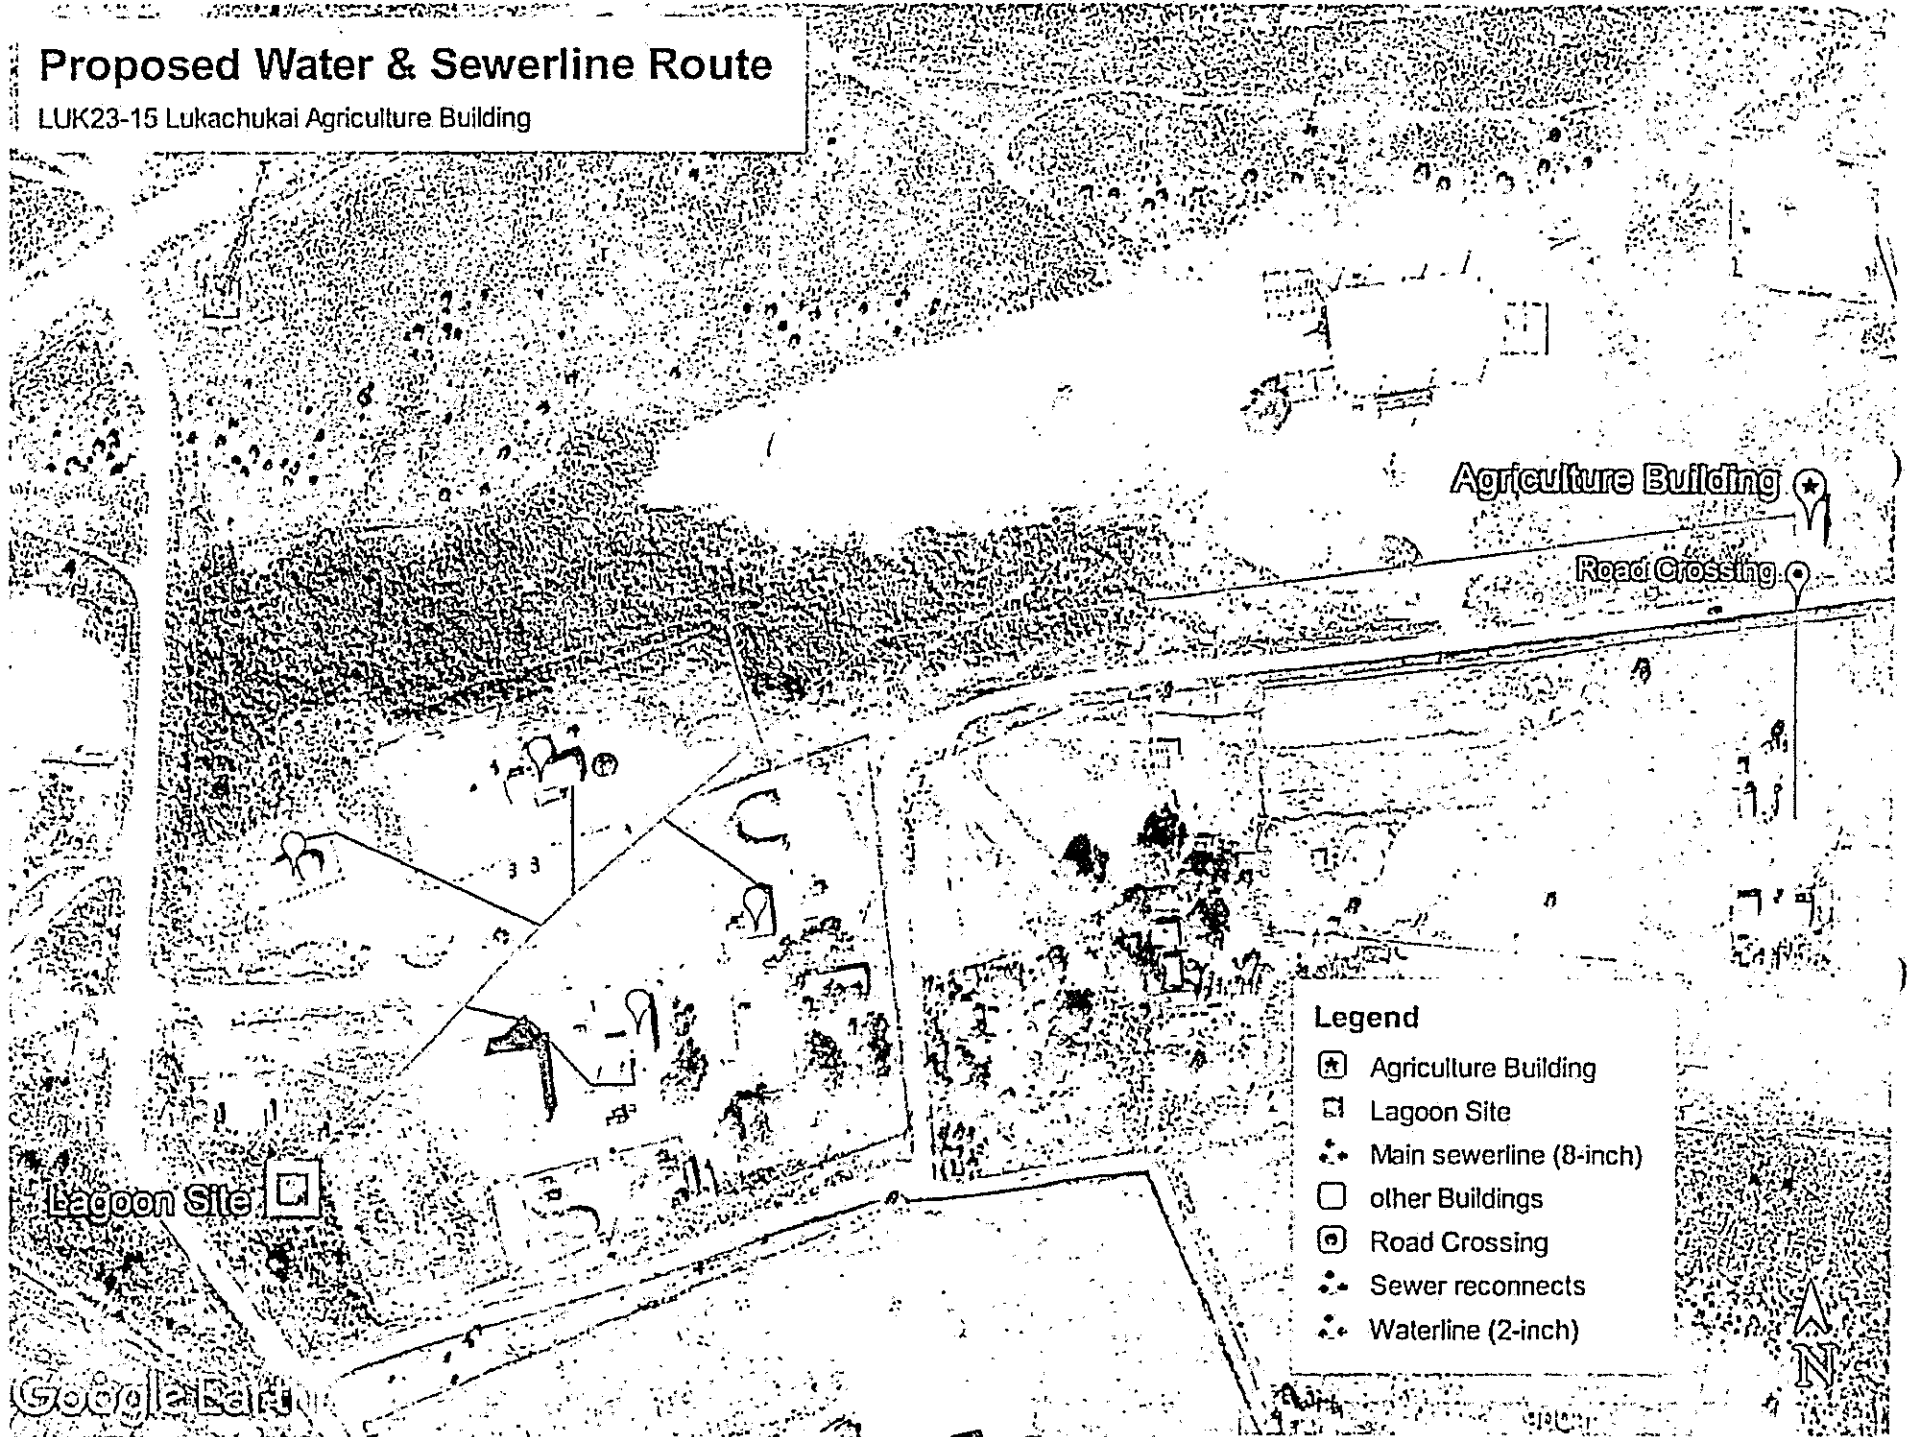 Proposed Water & Sewerline Route
LUK23-15 Lukachukai Agriculture Building
Agriculture Building
Road Crossing
Lagoon Site
Legend
Agriculture Building
Lagoon Site
Main sewerline (8-inch)
other Buildings
Road Crossing
Sewer reconnects
Waterline (2-inch)
N
Google Earth